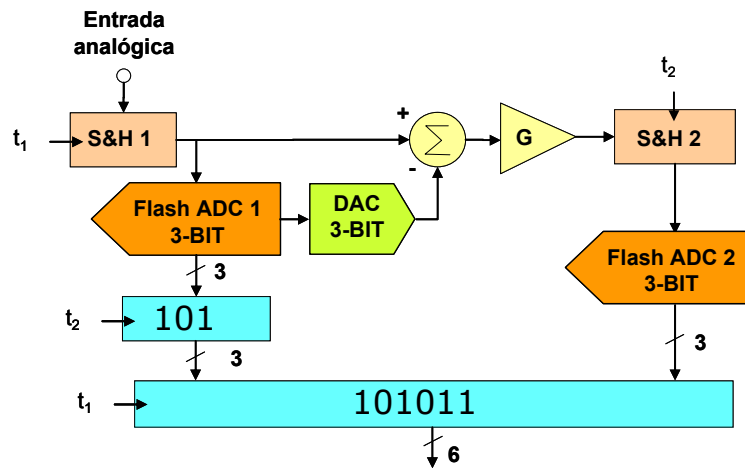 Entrada
analógica
t2
t1
S&H 1
+
Σ
-
G
S&H 2
Flash ADC 1
3-BIT
DAC
3-BIT
Flash ADC 2
3-BIT
3
t2
101
3
3
t1
101011
6